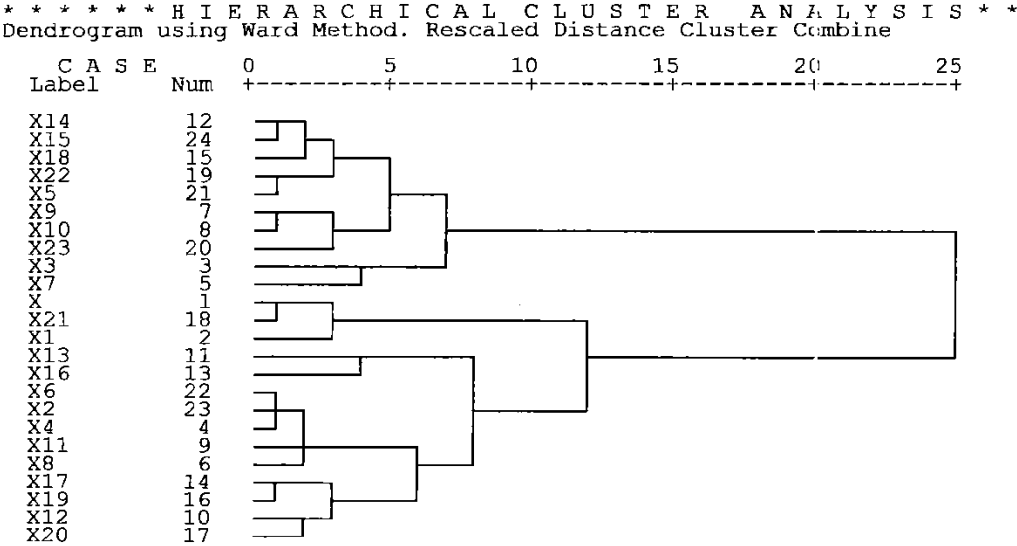 * * * * * * H I E R A R C H I C A L C L U S T E R A N A L Y S I S * *
Dendrogram using Ward Method. Rescaled Distance Cluster Combine
C A S E 0 5 10 15 20 25
Label Num +---------+---------+---------+---------+---------+
X14 12
X15 24
X18 15
X22 19
X5 21
X9 7
X10 8
X23 20
X3 3
X7 5
X 1
X21 18
X1 2
X13 11
X16 13
X6 22
X2 23
X4 4
X11 9
X8 6
X17 14
X19 16
X12 10
X20 17